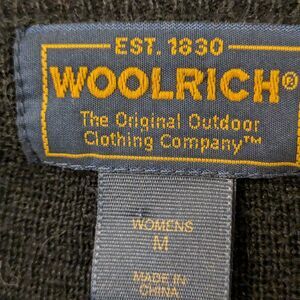 EST. 1830
WOOLRICH®
The Original Outdoor
Clothing Company™
WOMENS
M
MADE IN
CHINA